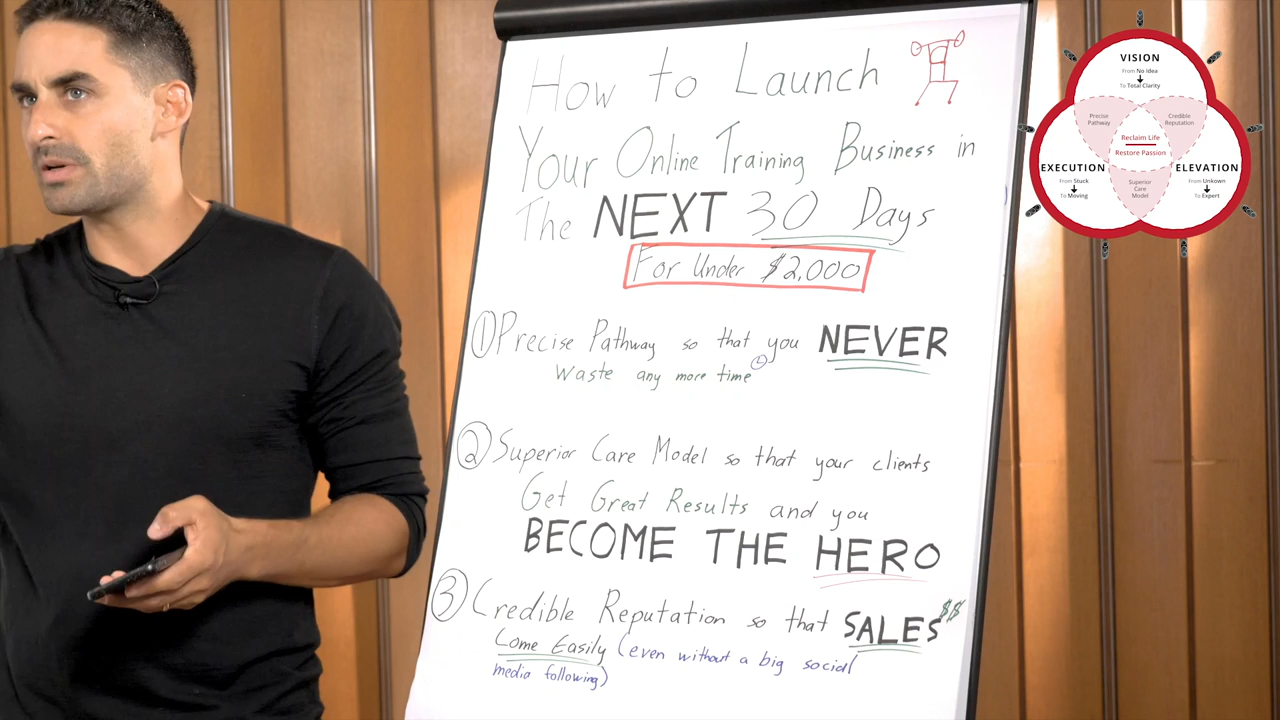 How to Launch
Your Online Training Business in
The NEXT 30 Days
For Under $2,000
① Precise Pathway so that you NEVER
waste any more time
② Superior Care Model so that your clients
Get Great Results and you
BECOME THE HERO
③ Credible Reputation so that SALES $$
Come Easily (even without a big social
media following)
VISION
From No Idea
To Total Clarity
Precise
Pathway
Credible
Reputation
Reclaim Life
Restore Passion
EXECUTION
From Stuck
To Moving
Superior
Care
Model
ELEVATION
From Unkown
To Expert